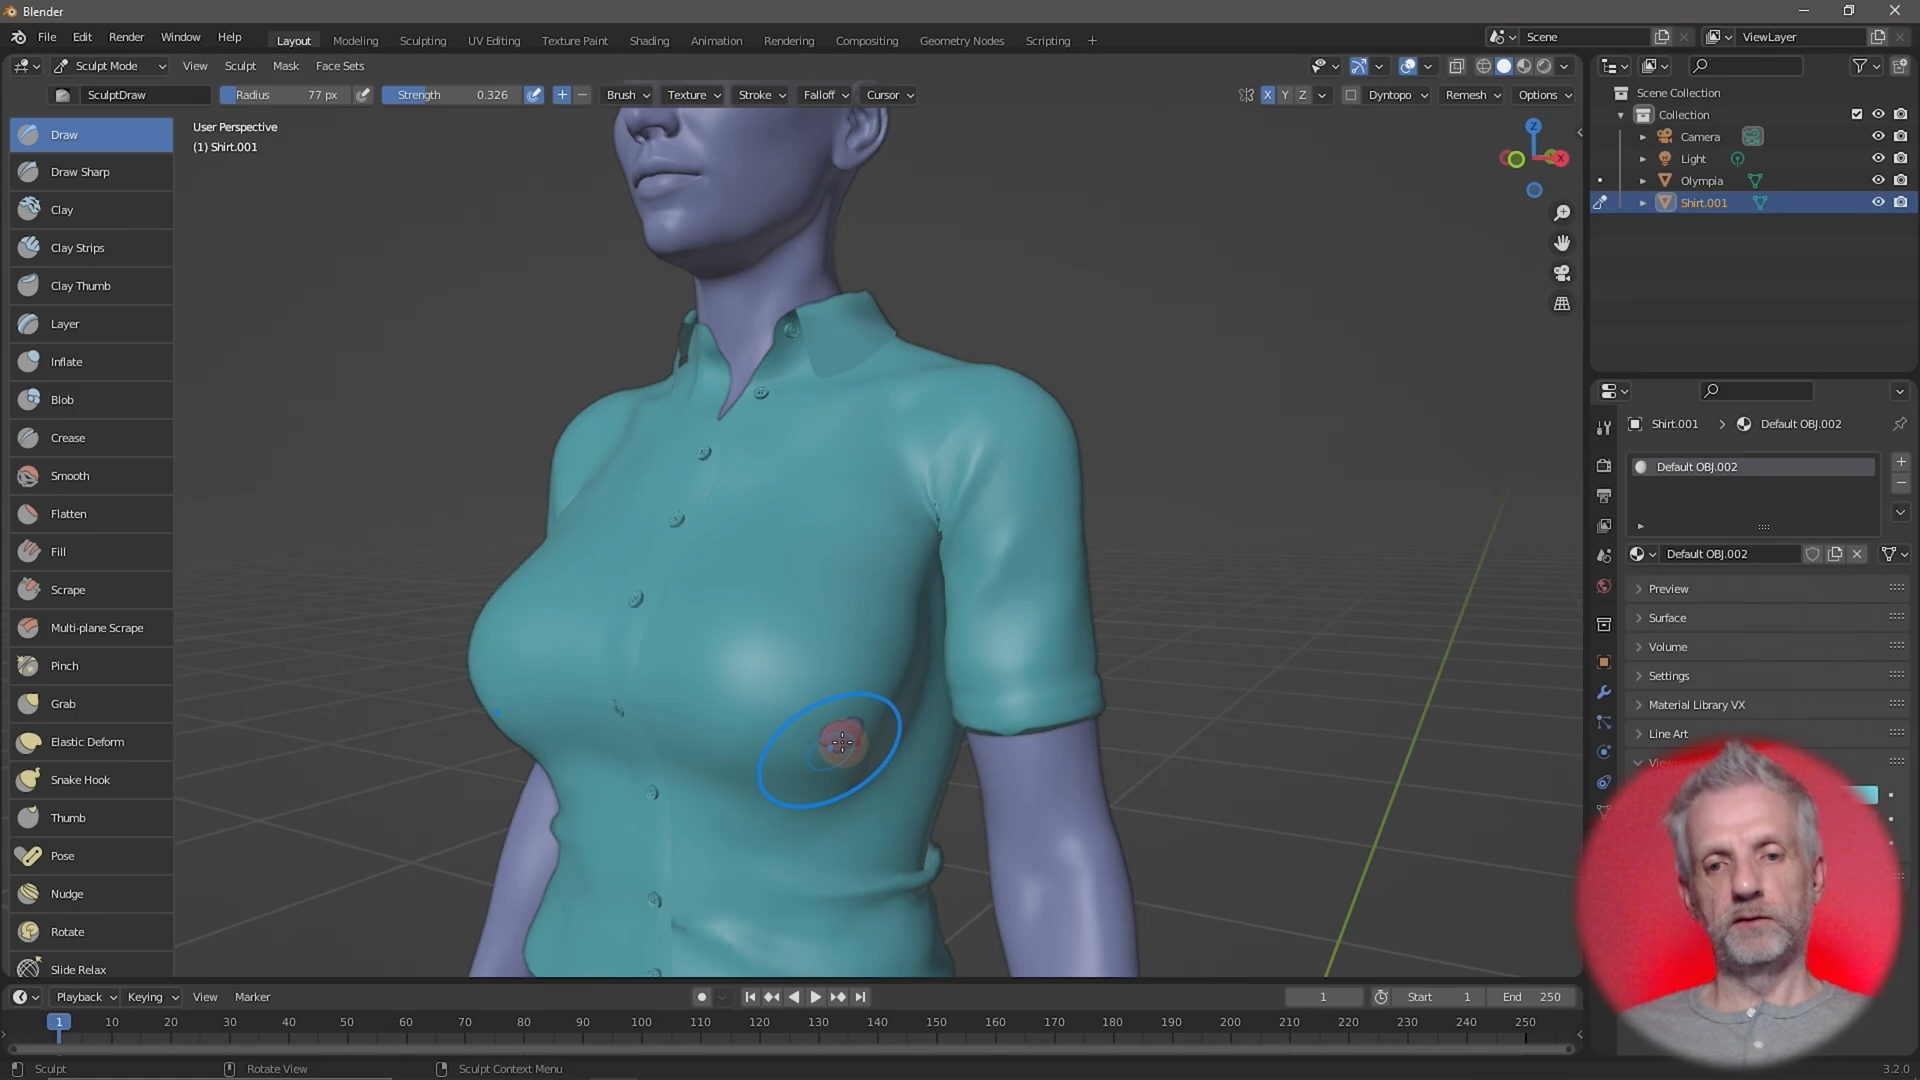 Blender
File Edit Render Window Help
Layout Modeling Sculpting UV Editing Texture Paint Shading Animation Rendering Compositing Geometry Nodes Scripting +
Scene
ViewLayer
Sculpt Mode View Sculpt Mask Face Sets
SculptDraw Radius 77 px Strength 0.326 Brush Texture Stroke Falloff Cursor X Y Z Dyntopo Remesh Options
User Perspective
(1) Shirt.001
Z
X
Draw
Draw Sharp
Clay
Clay Strips
Clay Thumb
Layer
Inflate
Blob
Crease
Smooth
Flatten
Fill
Scrape
Multi-plane Scrape
Pinch
Grab
Elastic Deform
Snake Hook
Thumb
Pose
Nudge
Rotate
Slide Relax
Scene Collection
Collection
Camera
Light
Olympia
Shirt.001
Shirt.001 > Default OBJ.002
Default OBJ.002
Default OBJ.002
Preview
Surface
Volume
Settings
Material Library VX
Line Art
Playback Keying View Marker
1 Start 1 End 250
1 10 20 30 40 50 60 70 80 90 100 110 120 130 140 150 160 170 180 190 200 210 220 230 240 250
Sculpt Rotate View Sculpt Context Menu 3.2.0